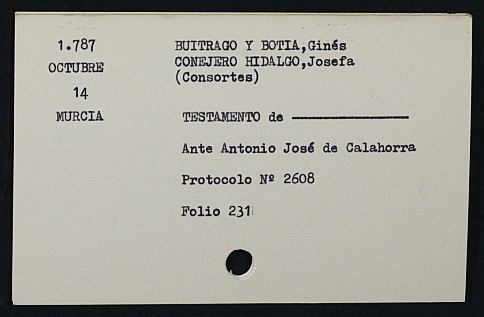 1.787
OCTUBRE
14
MURCIA
BUITRAGO Y BOTIA,Ginés
CONEJERO HIDALGO,Josefa
(Consortes)
TESTAMENTO de ————————
Ante Antonio José de Calahorra
Protocolo Nº 2608
Folio 231